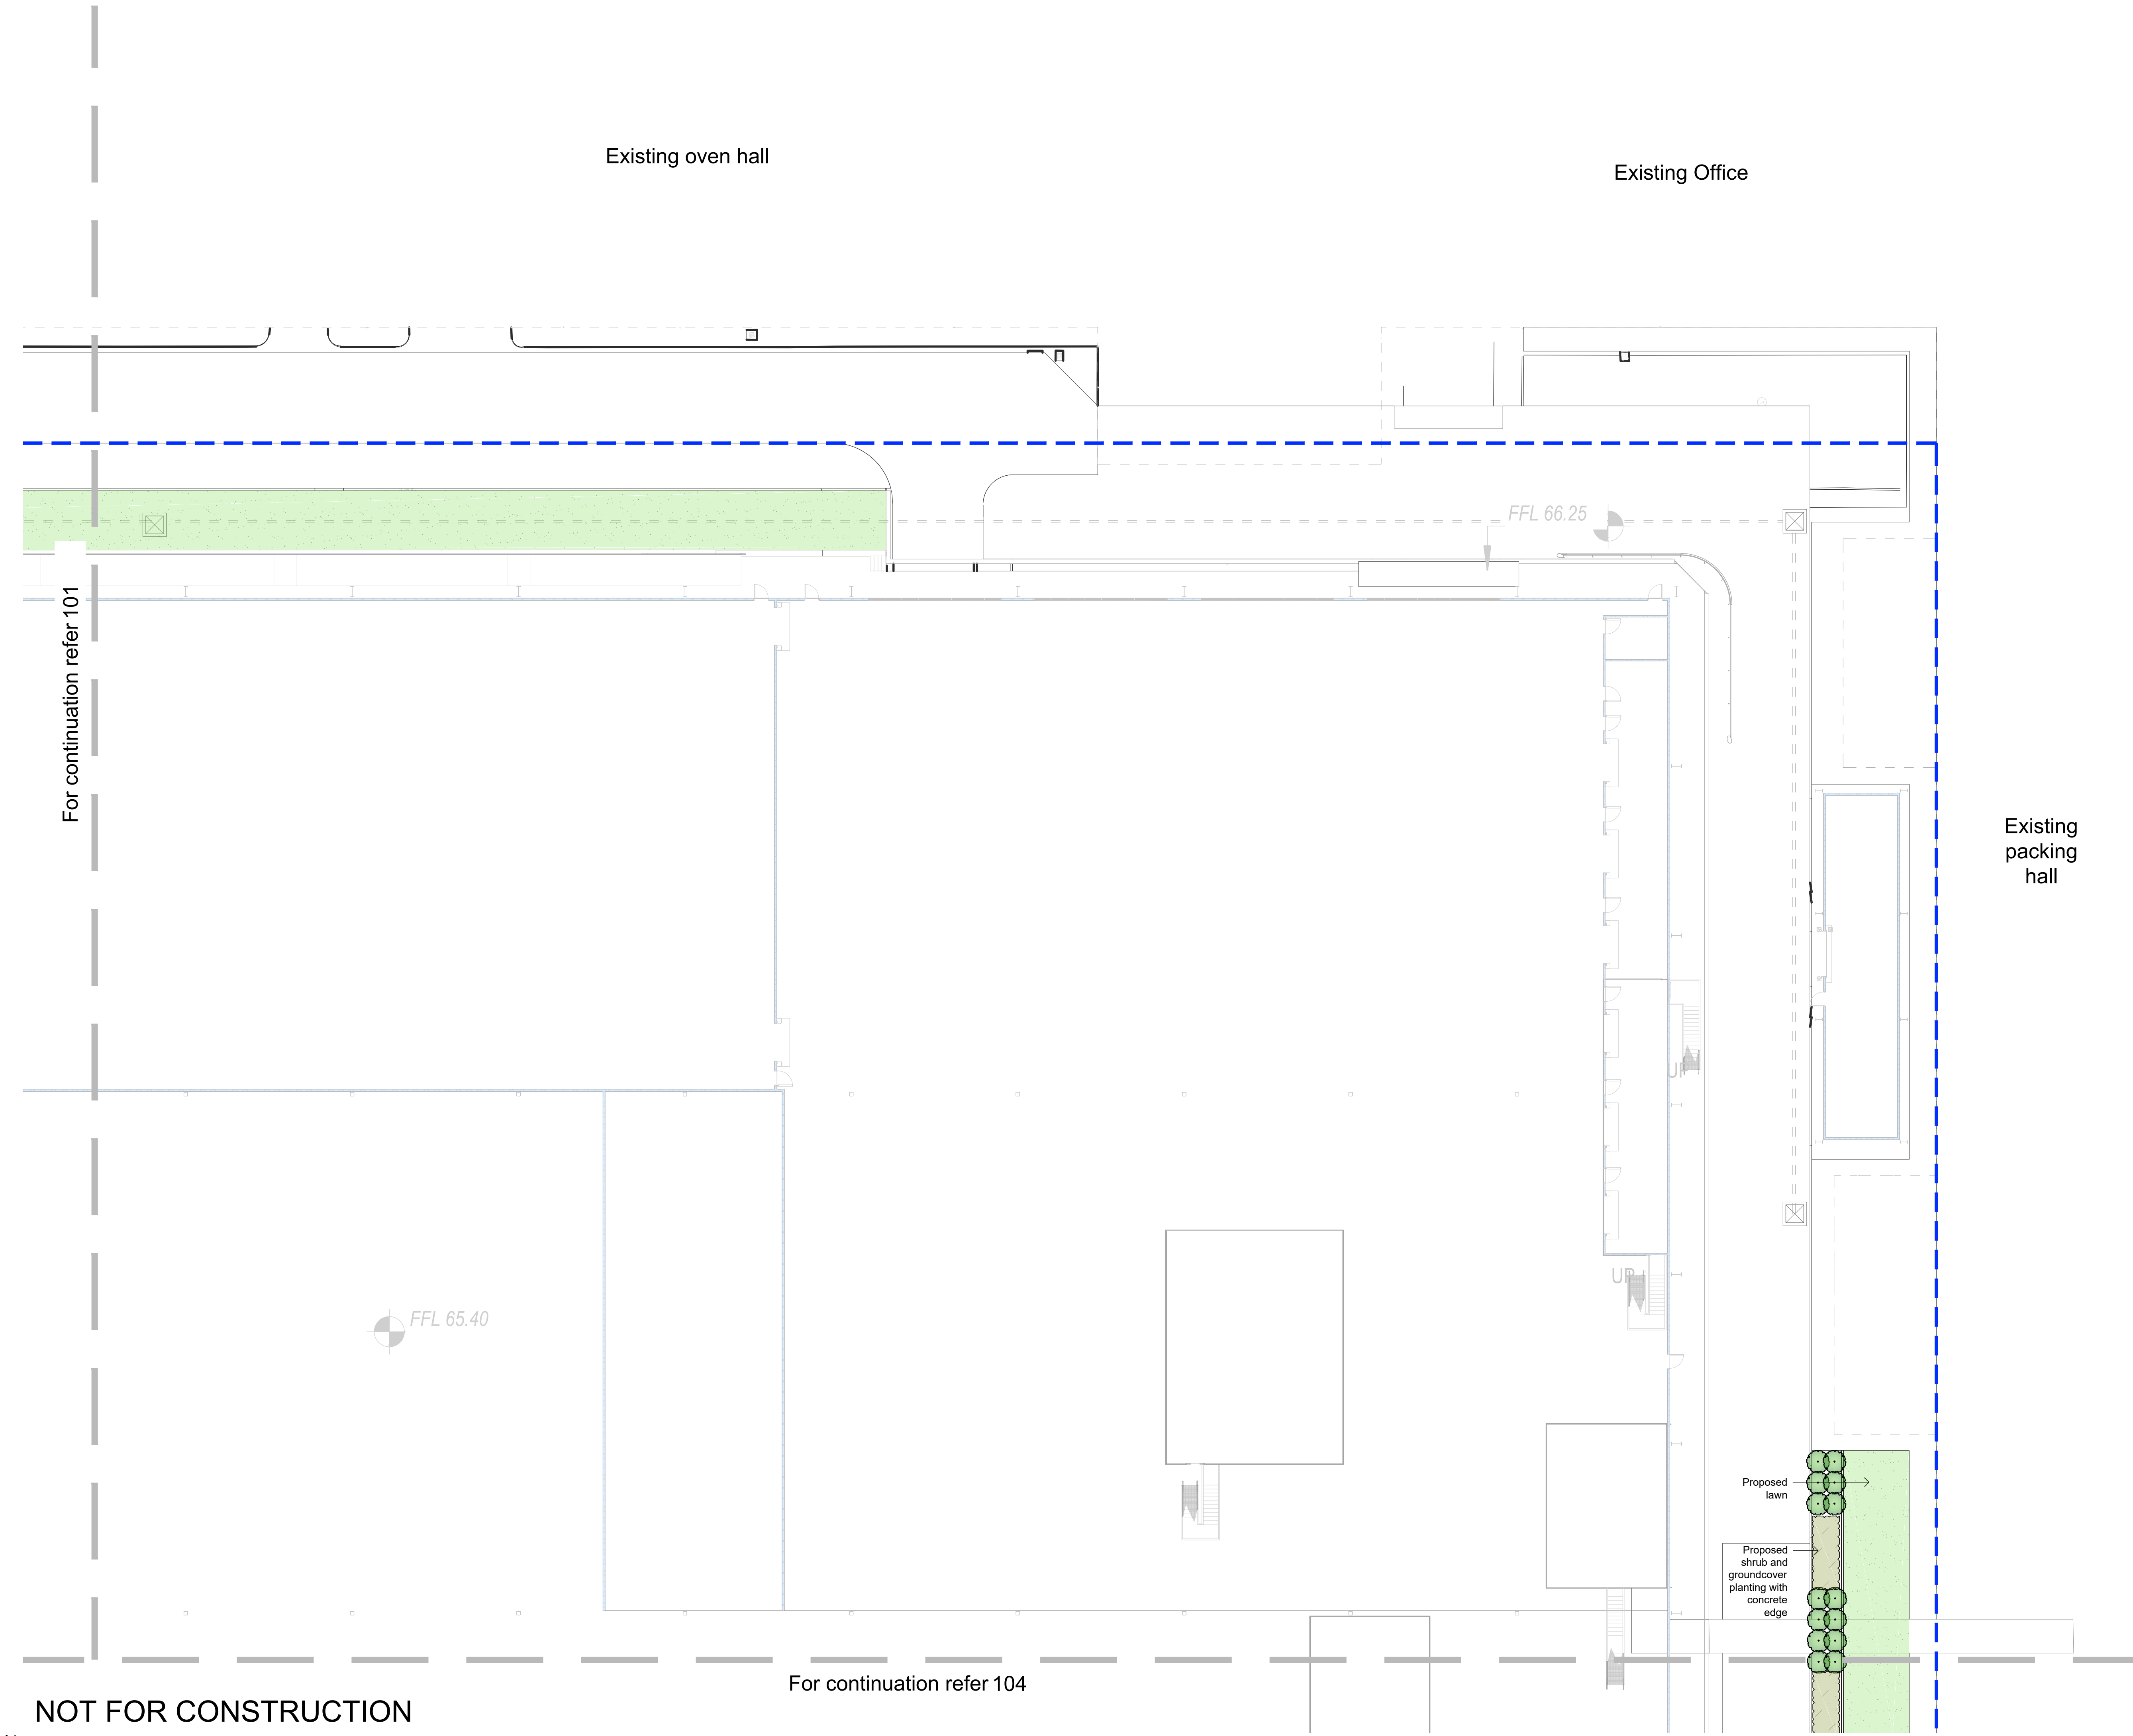 Existing oven hall
Existing Office
FFL 66.25
For continuation refer 101
Existing
packing
hall
UP
UP
FFL 65.40
Proposed
lawn
Proposed
shrub and
groundcover
planting with
concrete
edge
For continuation refer 104
NOT FOR CONSTRUCTION